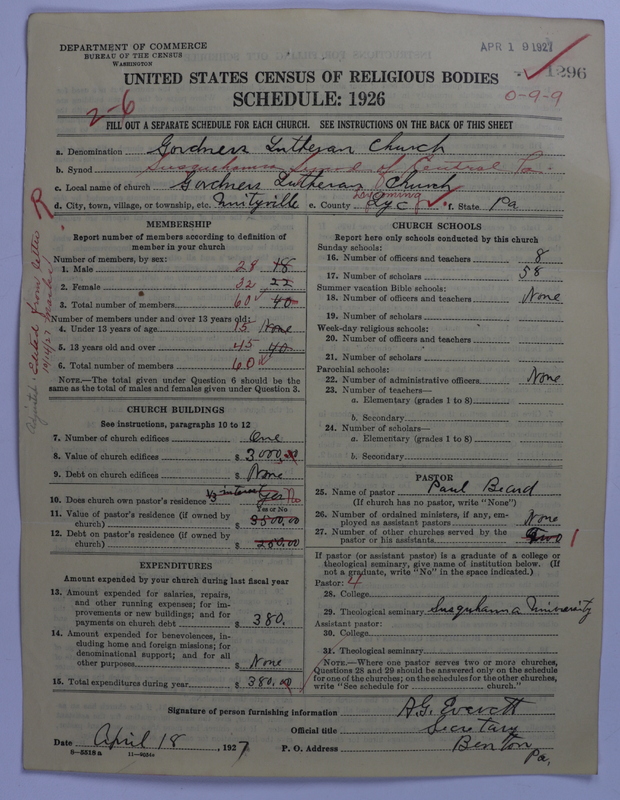 DEPARTMENT OF COMMERCE
BUREAU OF THE CENSUS
WASHINGTON
APR 19 1927
1296
UNITED STATES CENSUS OF RELIGIOUS BODIES
SCHEDULE: 1926
2-6
0-9-9
FILL OUT A SEPARATE SCHEDULE FOR EACH CHURCH. SEE INSTRUCTIONS ON THE BACK OF THIS SHEET
a. Denomination Gordners Lutheran Church
b. Synod Susquehanna Synod of Central Pa.
c. Local name of church Gordners Lutheran Church
d. City, town, village, or township, etc. Unityville e. County Lyc Lycoming f. State Pa
MEMBERSHIP
Report number of members according to definition of
member in your church
Number of members, by sex:
1. Male 28 18
2. Female 32 22
3. Total number of members 60 40
Number of members under and over 13 years old:
4. Under 13 years of age 15 None
5. 13 years old and over 45 40
6. Total number of members 60
NOTE.—The total given under Question 6 should be the
same as the total of males and females given under Question 3.
CHURCH BUILDINGS
See instructions, paragraphs 10 to 12
7. Number of church edifices One
8. Value of church edifices $ 3000.00
9. Debt on church edifices $ None
10. Does church own pastor's residence 1/3 interest Yes No
Yes or No
11. Value of pastor's residence (if owned by
church) $ 3500.00
12. Debt on pastor's residence (if owned by
church) $ 250.00
EXPENDITURES
Amount expended by your church during last fiscal year
13. Amount expended for salaries, repairs,
and other running expenses; for im-
provements or new buildings; and for
payments on church debt $ 380.
14. Amount expended for benevolences, in-
cluding home and foreign missions; for
denominational support; and for all
other purposes $ None
15. Total expenditures during year $ 380.00
CHURCH SCHOOLS
Report here only schools conducted by this church
Sunday schools:
16. Number of officers and teachers 8
17. Number of scholars 58
Summer vacation Bible schools:
18. Number of officers and teachers None
19. Number of scholars
Week-day religious schools:
20. Number of officers and teachers
21. Number of scholars
Parochial schools:
22. Number of administrative officers None
23. Number of teachers—
a. Elementary (grades 1 to 8)
b. Secondary
24. Number of scholars—
a. Elementary (grades 1 to 8)
b. Secondary
PASTOR
25. Name of pastor Paul Beard
(If church has no pastor, write "None")
26. Number of ordained ministers, if any, em-
ployed as assistant pastors None
27. Number of other churches served by the
pastor or his assistants Two 1
If pastor (or assistant pastor) is a graduate of a college or
theological seminary, give name of institution below. (If
not a graduate, write "No" in the space indicated.)
Pastor: 4
28. College
29. Theological seminary Susquhanna University
Assistant pastor:
30. College
31. Theological seminary
NOTE.—Where one pastor serves two or more churches,
Questions 28 and 29 should be answered only on the schedule
for one of the churches; on the schedules for the other churches,
write "See schedule for church."
Signature of person furnishing information A.G. Everett
Official title Secretary
Date April 18, 1927 P. O. Address Benton Pa.
8—5518a